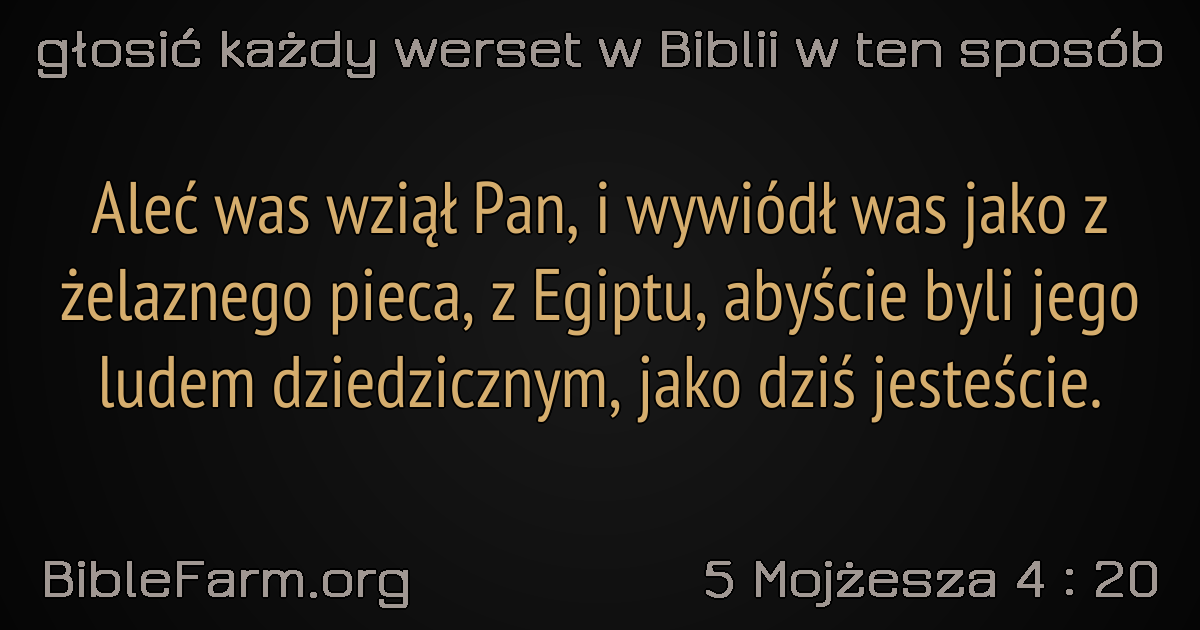 głosić każdy werset w Biblii w ten sposób
Aleć was wziął Pan, i wywiódł was jako z
żelaznego pieca, z Egiptu, abyście byli jego
ludem dziedzicznym, jako dziś jesteście.
BibleFarm.org
5 Mojżesza 4 : 20